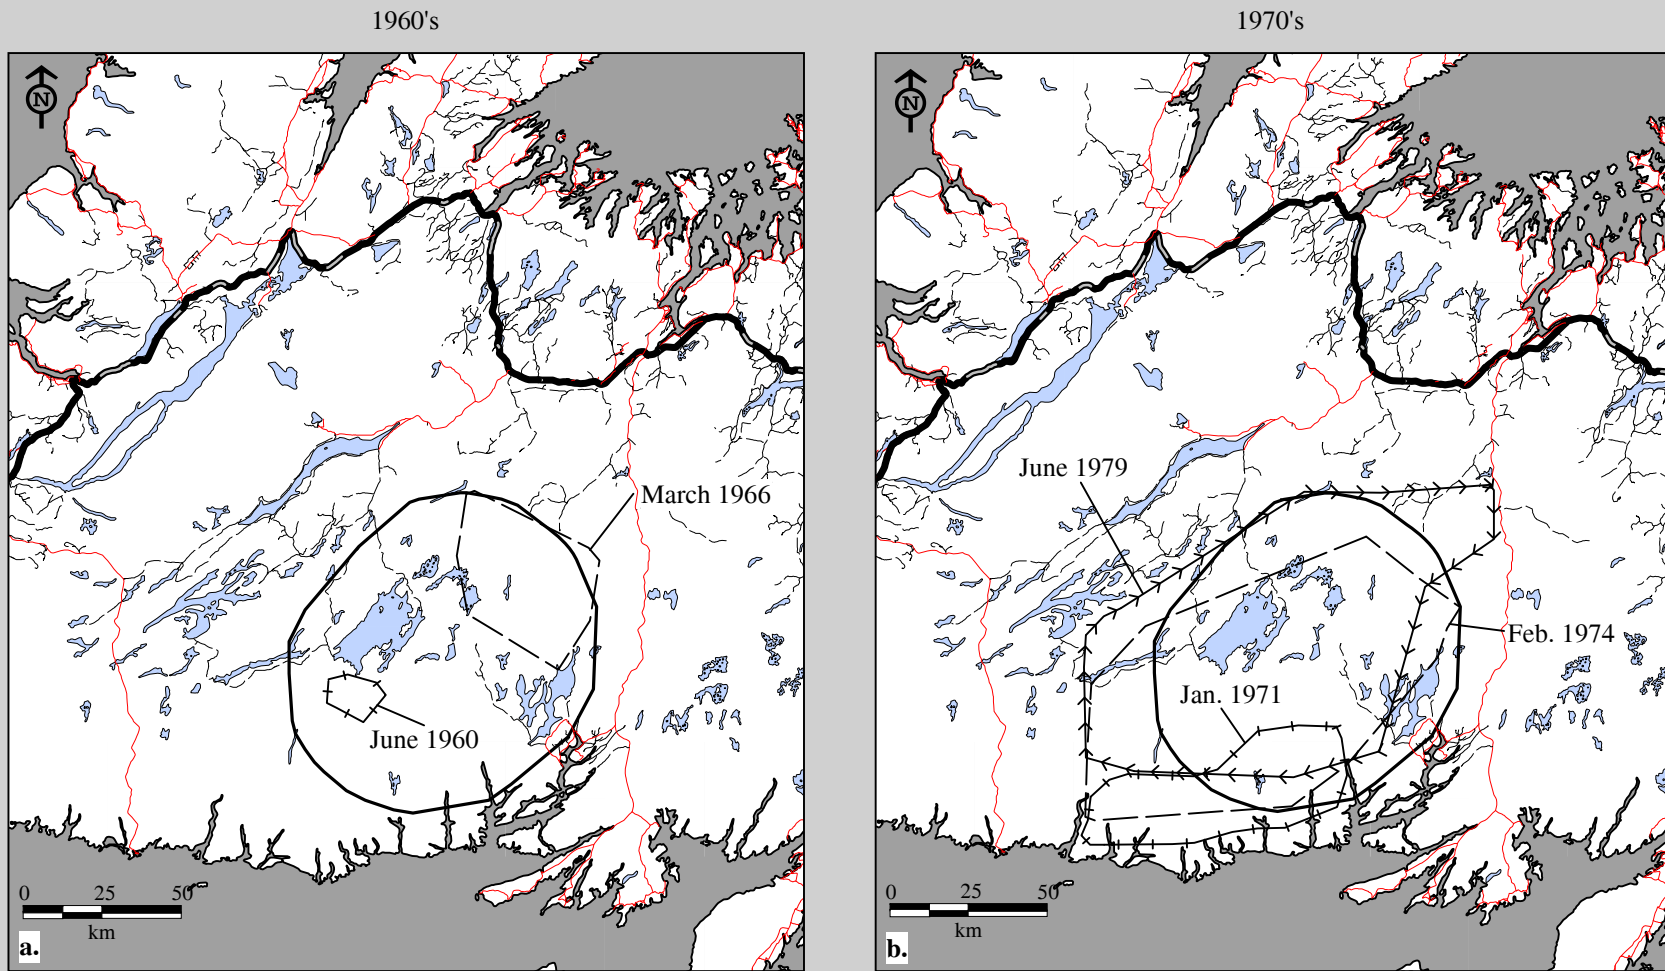 1960's
1970's
N
N
June 1979
March 1966
Feb. 1974
Jan. 1971
June 1960
0 25 50
km
a.
0 25 50
km
b.